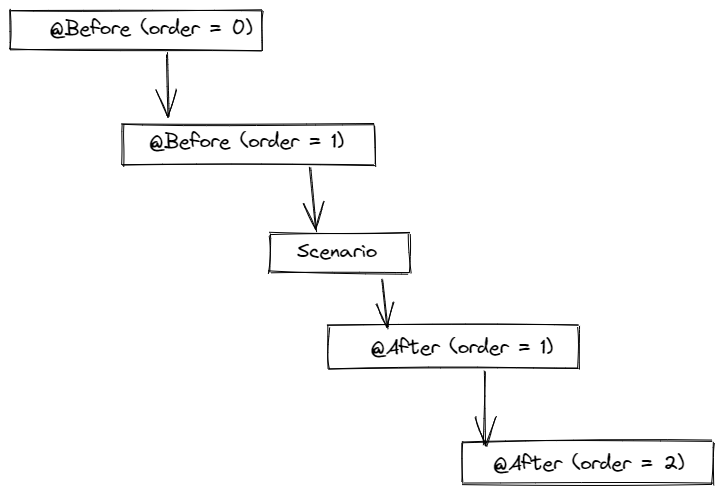 @Before (order = 0)
@Before (order = 1)
Scenario
@After (order = 1)
@After (order = 2)